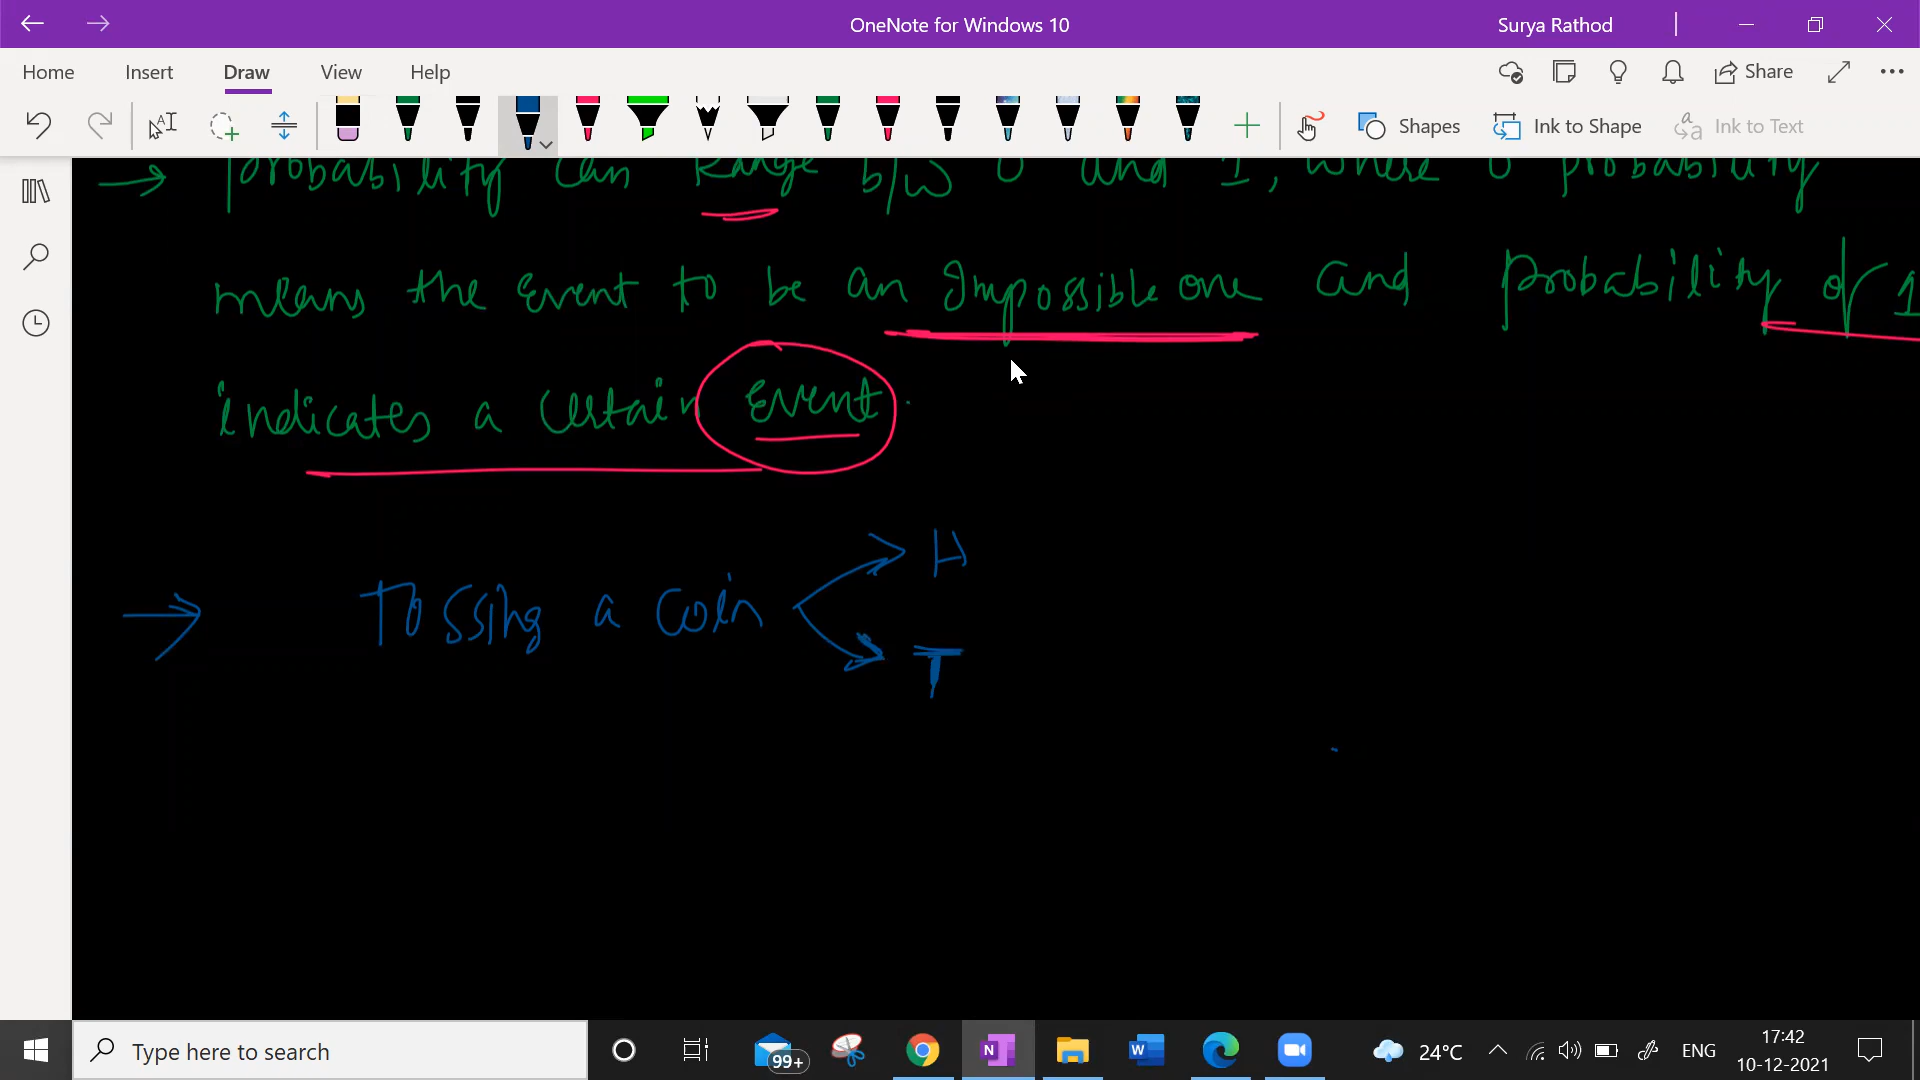 OneNote for Windows 10
Surya Rathod
Home Insert Draw View Help
Share
Shapes Ink to Shape Ink to Text
→ probability can Range b/w 0 and 1, where 0 probability
means the Event to be an Impossible one and probability of 1
indicates a certain Event.
→ Tossing a coin
H
T
Type here to search
99+
24°C
ENG
17:42
10-12-2021